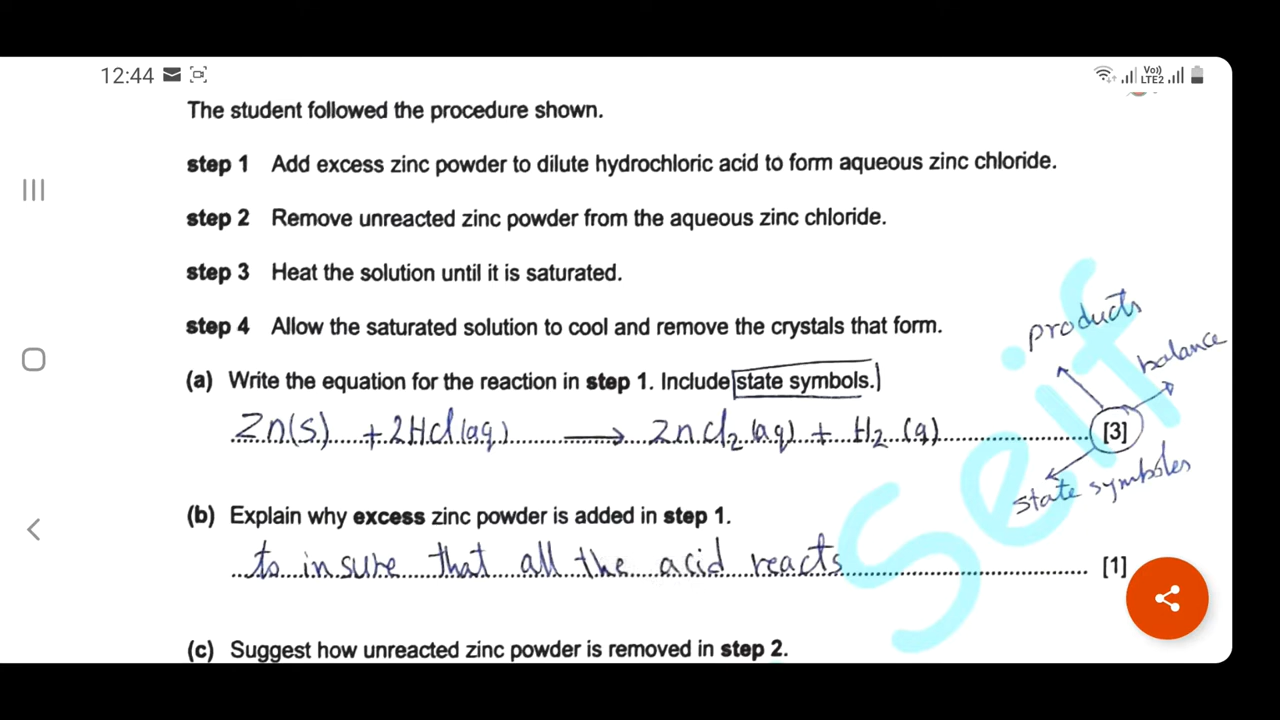 12:44
Vo)
LTE2
The student followed the procedure shown.
step 1 Add excess zinc powder to dilute hydrochloric acid to form aqueous zinc chloride.
step 2 Remove unreacted zinc powder from the aqueous zinc chloride.
step 3 Heat the solution until it is saturated.
step 4 Allow the saturated solution to cool and remove the crystals that form.
products
balance
(a) Write the equation for the reaction in step 1. Include state symbols.
Zn(s) + 2HCl(aq) ⟶ ZnCl₂(aq) + H₂(g) [3]
state symboles
(b) Explain why excess zinc powder is added in step 1.
to insure that all the acid reacts [1]
(c) Suggest how unreacted zinc powder is removed in step 2.
Seif